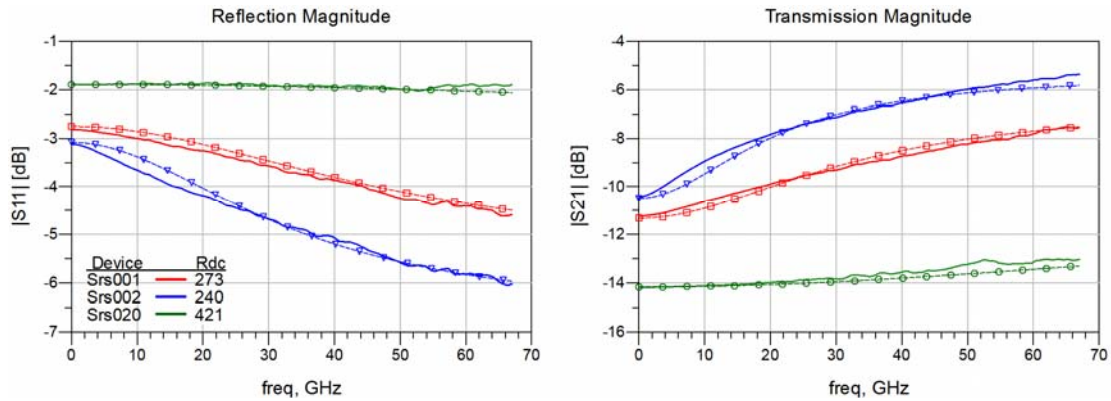 Reflection Magnitude
-1
-2
-3
-4
-5
-6
-7
|S11| [dB]
Device Rdc
Srs001 273
Srs002 240
Srs020 421
0 10 20 30 40 50 60 70
freq, GHz
Transmission Magnitude
-4
-6
-8
-10
-12
-14
-16
|S21| [dB]
0 10 20 30 40 50 60 70
freq, GHz